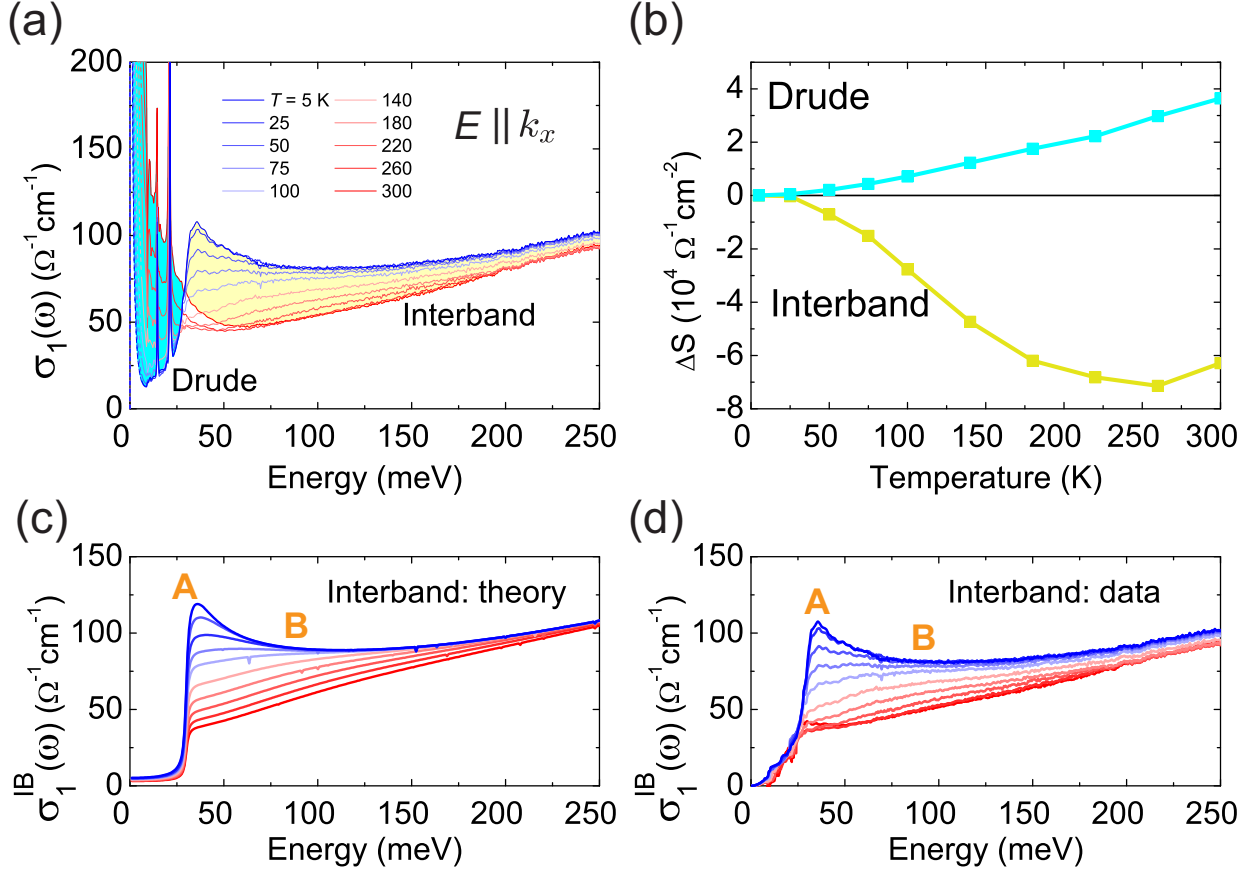 (a)
200
150
100
50
0
σ₁(ω) (Ω⁻¹cm⁻¹)
T = 5 K
25
50
75
100
140
180
220
260
300
E || kₓ
Interband
Drude
0 50 100 150 200 250
Energy (meV)
(b)
4
2
0
-2
-4
-6
-8
ΔS (10⁴ Ω⁻¹cm⁻²)
Drude
Interband
0 50 100 150 200 250 300
Temperature (K)
(c)
150
100
50
0
σ₁ᴵᴮ(ω) (Ω⁻¹cm⁻¹)
A
B
Interband: theory
0 50 100 150 200 250
Energy (meV)
(d)
150
100
50
0
σ₁ᴵᴮ(ω) (Ω⁻¹cm⁻¹)
A
B
Interband: data
0 50 100 150 200 250
Energy (meV)